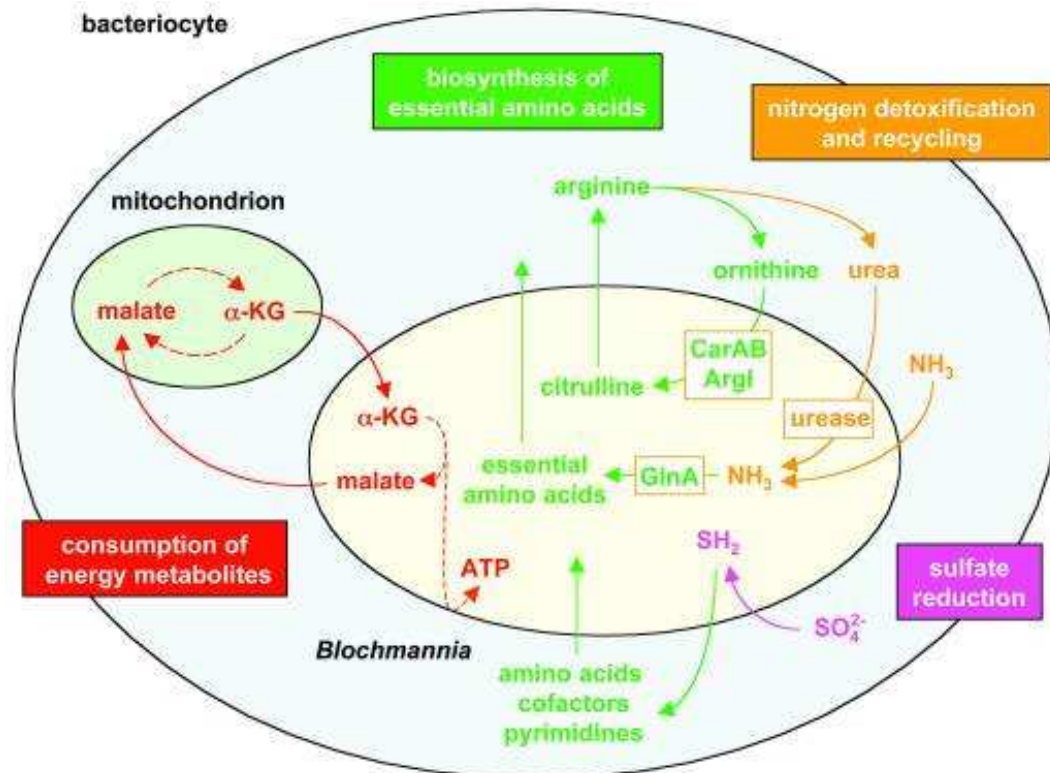 bacteriocyte
biosynthesis of
essential amino acids
nitrogen detoxification
and recycling
arginine
mitochondrion
ornithine
urea
malate
α-KG
CarAB
ArgI
citrulline
NH₃
α-KG
urease
essential
amino acids
GlnA
NH₃
malate
consumption of
energy metabolites
ATP
SH₂
sulfate
reduction
SO₄²⁻
Blochmannia
amino acids
cofactors
pyrimidines